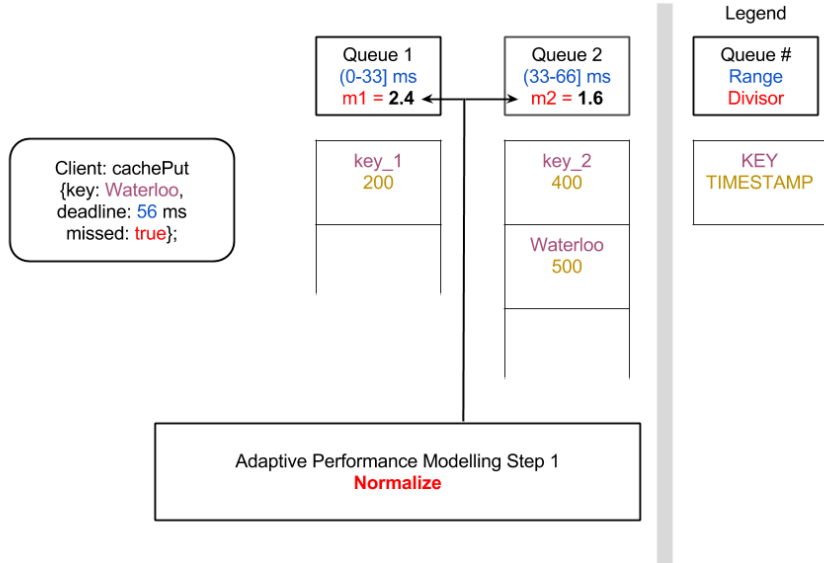 Legend
Queue 1
(0-33] ms
m1 = 2.4
Queue 2
(33-66] ms
m2 = 1.6
Queue #
Range
Divisor
Client: cachePut
{key: Waterloo,
deadline: 56 ms
missed: true};
key_1
200
key_2
400
Waterloo
500
KEY
TIMESTAMP
Adaptive Performance Modelling Step 1
Normalize